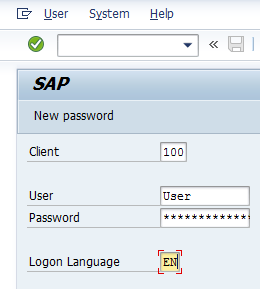 User System Help
SAP
New password
Client 100
User User
Password *************
Logon Language EN